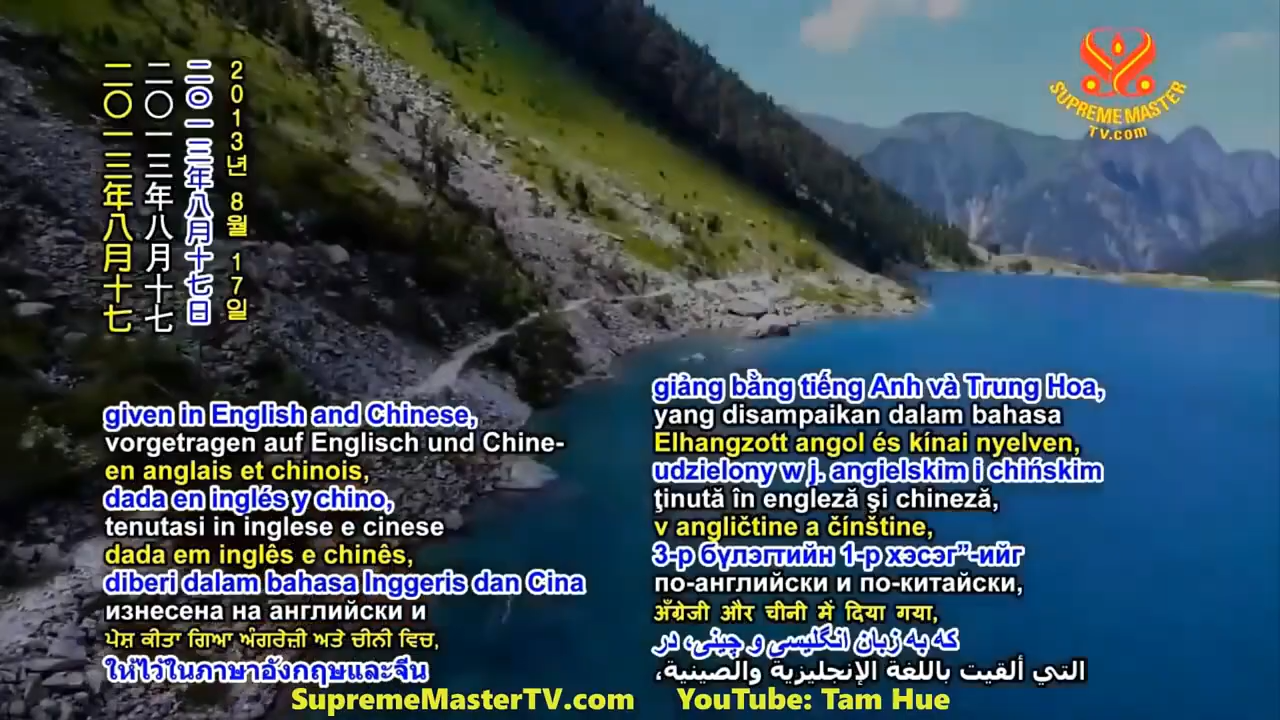 SUPREME MASTER
TV.com
二〇一三年八月十七
二〇一三年八月十七
二〇一三年八月十七日
2013년 8월 17일
given in English and Chinese,
vorgetragen auf Englisch und Chine-
en anglais et chinois,
dada en inglés y chino,
tenutasi in inglese e cinese
dada em inglês e chinês,
diberi dalam bahasa Inggeris dan Cina
изнесена на английски и
ਪੇਸ਼ ਕੀਤਾ ਗਿਆ ਅੰਗਰੇਜ਼ੀ ਅਤੇ ਚੀਨੀ ਵਿਚ,
ให้ไว้ในภาษาอังกฤษและจีน
giảng bằng tiếng Anh và Trung Hoa,
yang disampaikan dalam bahasa
Elhangzott angol és kínai nyelven,
udzielony w j. angielskim i chińskim
ţinută în engleză şi chineză,
v angličtine a čínštine,
3-р бүлэгтийн 1-р хэсэг”-ийг
по-английски и по-китайски,
अँग्रेजी और चीनी में दिया गया,
که به زبان انگلیسی و چینی، در
التي ألقيت باللغة الإنجليزية والصينية،
SupremeMasterTV.com YouTube: Tam Hue